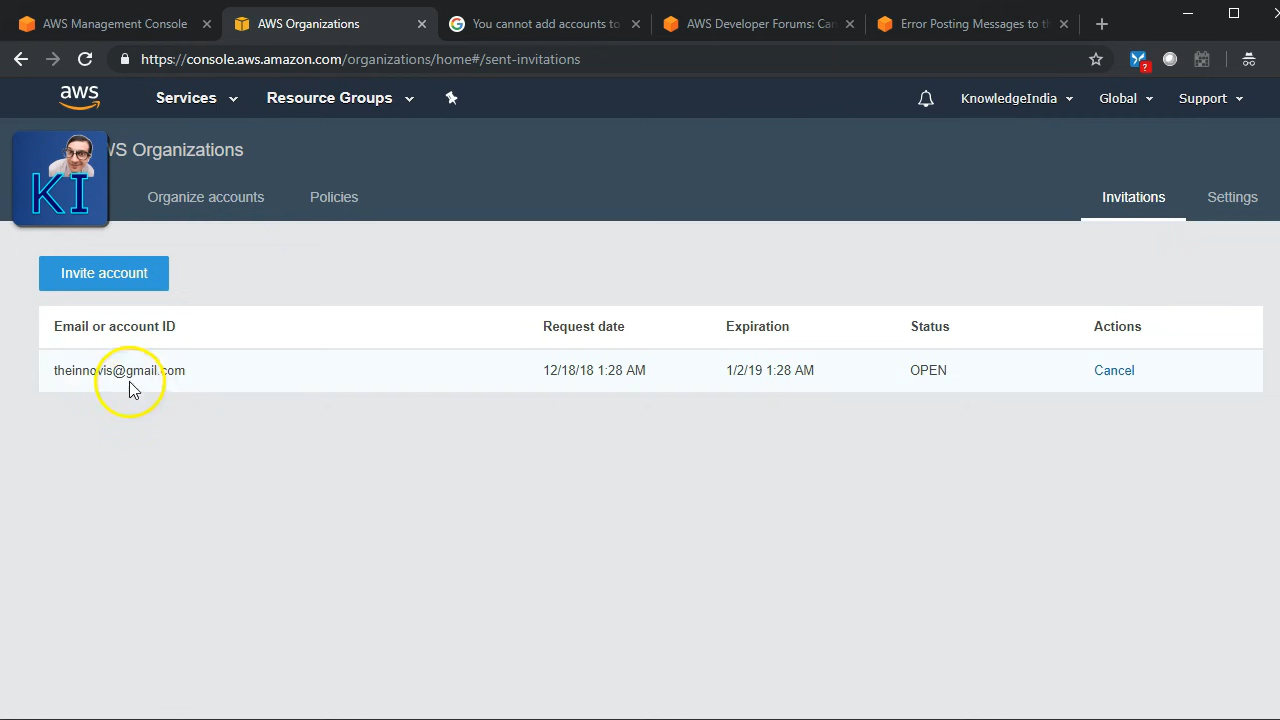 AWS Management Console
AWS Organizations
You cannot add accounts to
AWS Developer Forums: Can
Error Posting Messages to th
https://console.aws.amazon.com/organizations/home#/sent-invitations
?
aws
Services
Resource Groups
KnowledgeIndia
Global
Support
KI
WS Organizations
Organize accounts
Policies
Invitations
Settings
Invite account
Email or account ID Request date Expiration Status Actions
theinnovis@gmail.com 12/18/18 1:28 AM 1/2/19 1:28 AM OPEN Cancel